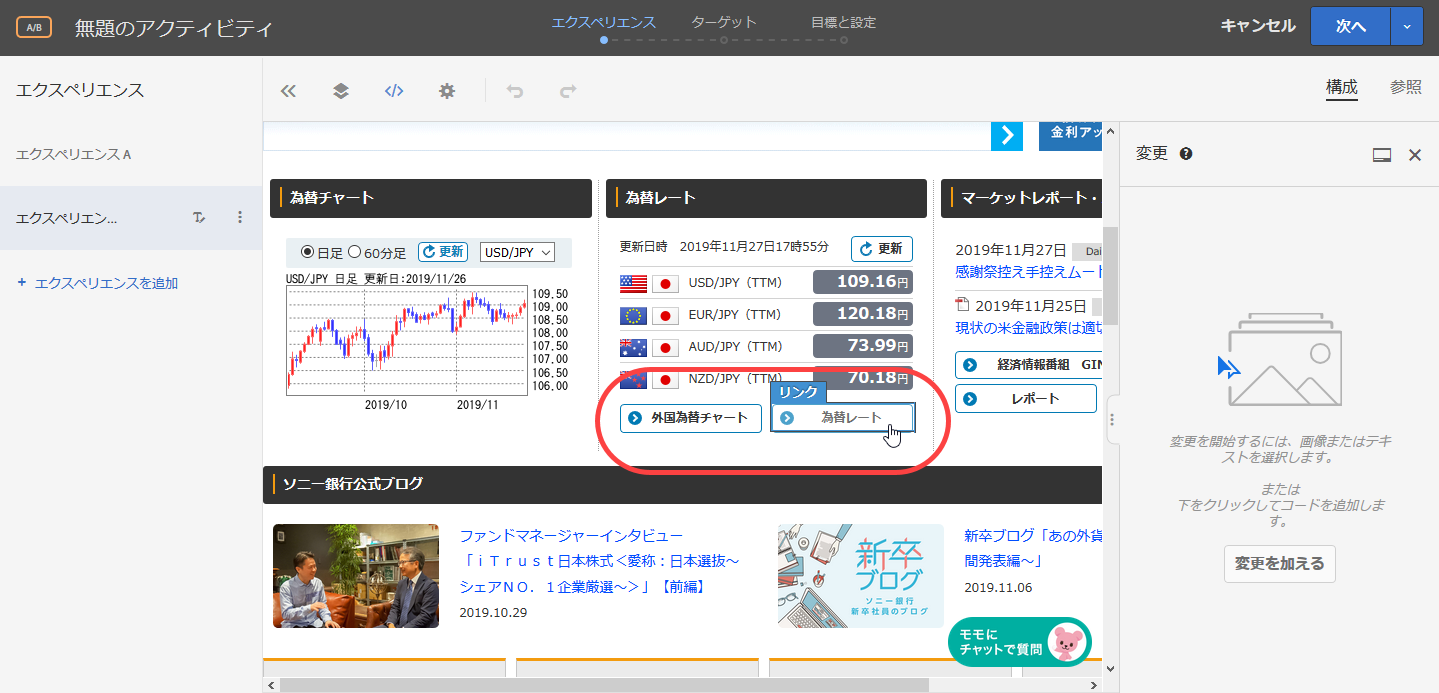 A/B
無題のアクティビティ
エクスペリエンス
ターゲット
目標と設定
キャンセル
次へ
エクスペリエンス
構成
参照
エクスペリエンス A
エクスペリエン...
+ エクスペリエンスを追加
金利アッ
変更
為替チャート
日足 60分足 更新 USD/JPY
USD/JPY 日足 更新日:2019/11/26
109.50
109.00
108.50
108.00
107.50
107.00
106.50
106.00
2019/10 2019/11
為替レート
更新日時 2019年11月27日17時55分 更新
USD/JPY（TTM） 109.16円
EUR/JPY（TTM） 120.18円
AUD/JPY（TTM） 73.99円
NZD/JPY（TTM） 70.18円
リンク
外国為替チャート
為替レート
マーケットレポート・
2019年11月27日 Dai
感謝祭控え手控えムート
2019年11月25日
現状の米金融政策は適切
経済情報番組 GIN
レポート
変更を開始するには、画像またはテキ
ストを選択します。
または
下をクリックしてコードを追加しま
す。
変更を加える
ソニー銀行公式ブログ
ファンドマネージャーインタビュー
「ｉＴｒｕｓｔ日本株式＜愛称：日本選抜～
シェアＮＯ．１企業厳選～＞」【前編】
2019.10.29
新卒
ブログ
ソニー銀行
新卒社員のブログ
新卒ブログ「あの外貨
間発表編～」
2019.11.06
モモに
チャットで質問